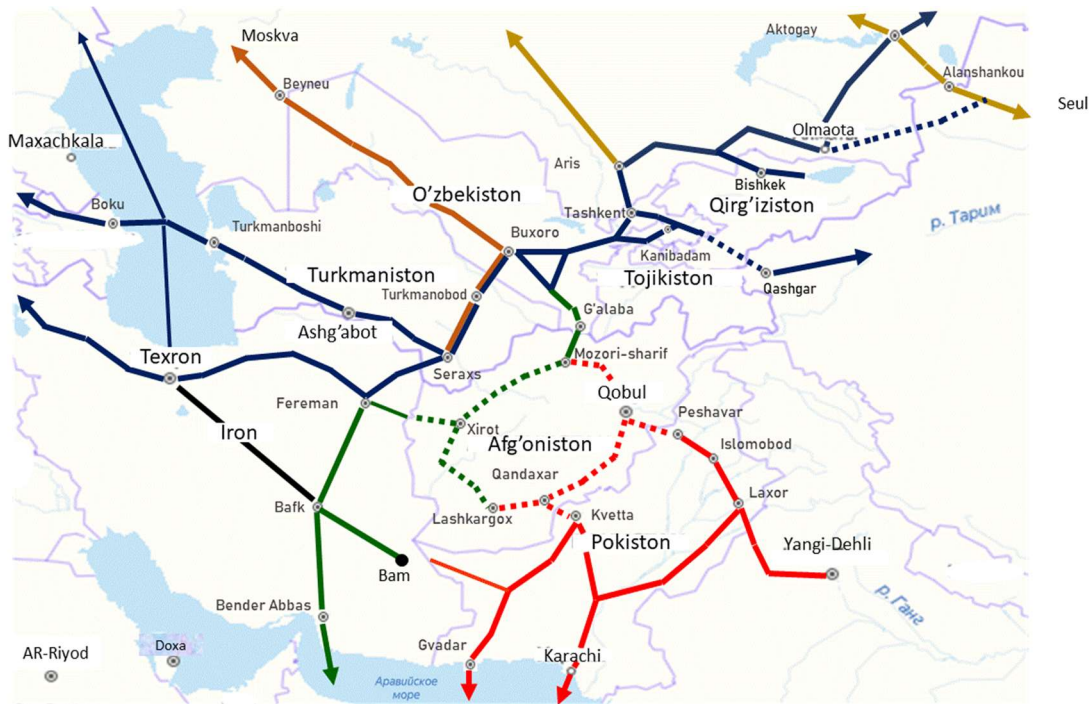 Moskva
Aktogay
Alanshankou
Beyneu
Seul
Maxachkala
Olmaota
Aris
Bishkek
O'zbekiston
Qirg'iziston
Boku
Turkmanboshi
Tashkent
р. Тарим
Buxoro
Kanibadam
Turkmaniston
Tojikiston
Turkmanobod
Qashgar
Ashg'abot
G'alaba
Texron
Seraxs
Mozori-sharif
Qobul
Fereman
Peshavar
Iron
Xirot
Afg'oniston
Islomobod
Qandaxar
Bafk
Lashkargox
Laxor
Kvetta
Pokiston
Yangi-Dehli
Bam
р. Ганг
Bender Abbas
Doxa
AR-Riyod
Gvadar
Karachi
Аравийское
море